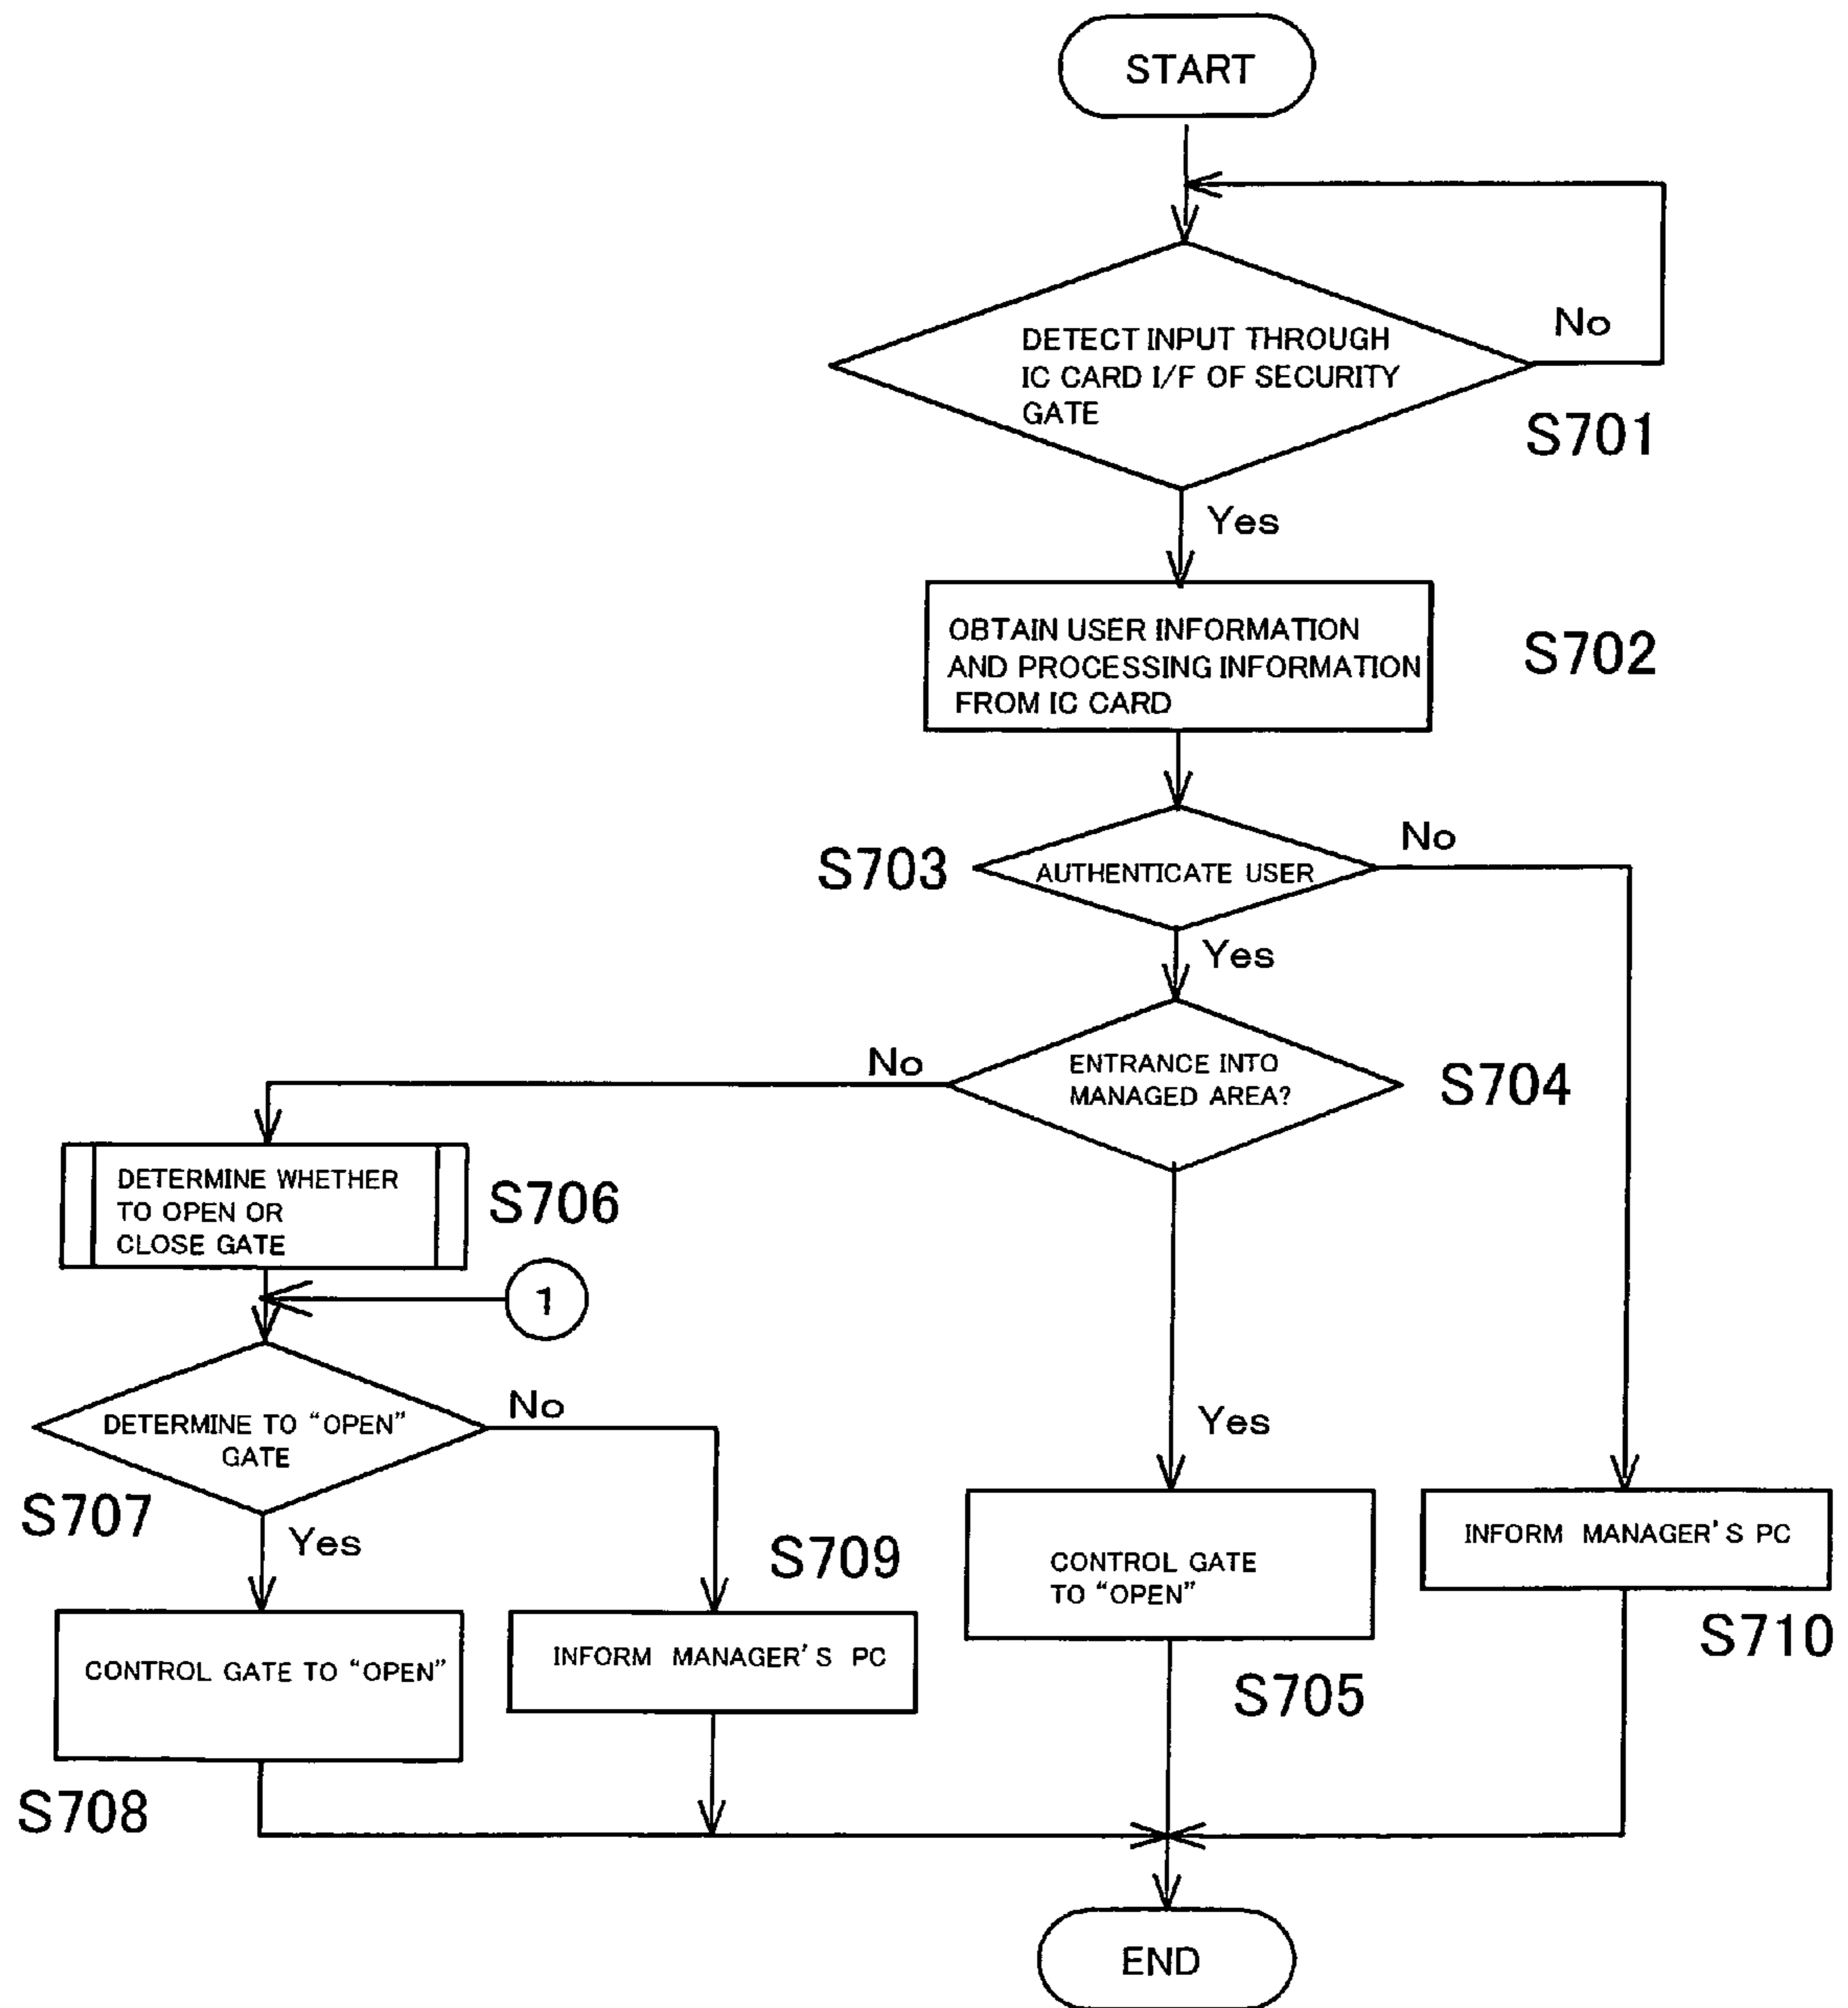 START
No
DETECT INPUT THROUGH
IC CARD I/F OF SECURITY
GATE
S701
Yes
OBTAIN USER INFORMATION
AND PROCESSING INFORMATION
FROM IC CARD
S702
No
S703
AUTHENTICATE USER
Yes
No
ENTRANCE INTO
MANAGED AREA?
S704
DETERMINE WHETHER
TO OPEN OR
CLOSE GATE
S706
1
DETERMINE TO “OPEN”
GATE
No
S707
Yes
Yes
S709
CONTROL GATE
TO “OPEN”
INFORM MANAGER'S PC
S710
CONTROL GATE TO “OPEN”
INFORM MANAGER'S PC
S705
S708
END